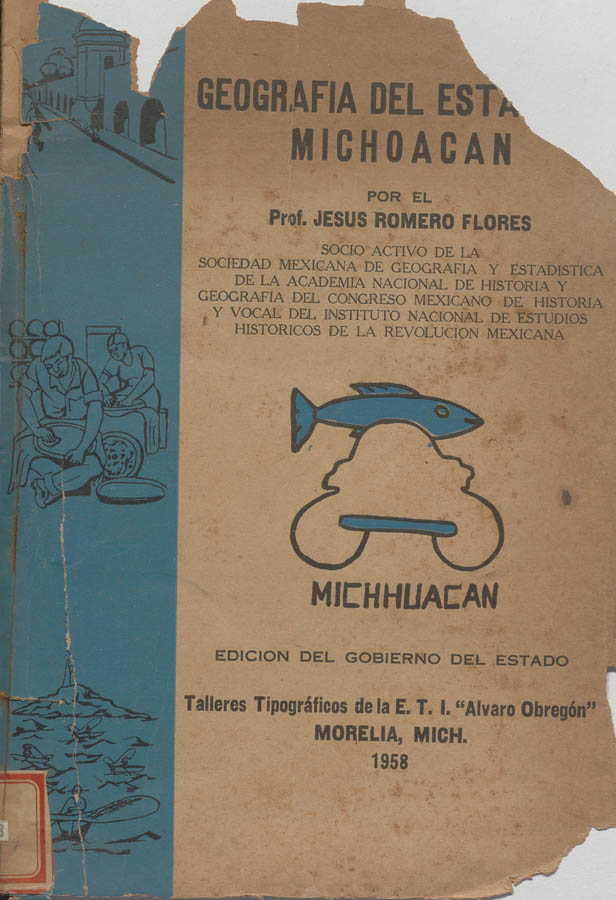 GEOGRAFIA DEL ESTA
MICHOACAN
POR EL
Prof. JESUS ROMERO FLORES
SOCIO ACTIVO DE LA
SOCIEDAD MEXICANA DE GEOGRAFIA Y ESTADISTICA
DE LA ACADEMIA NACIONAL DE HISTORIA Y
GEOGRAFIA DEL CONGRESO MEXICANO DE HISTORIA
Y VOCAL DEL INSTITUTO NACIONAL DE ESTUDIOS
HISTORICOS DE LA REVOLUCION MEXICANA
MICHHUACAN
EDICION DEL GOBIERNO DEL ESTADO
Talleres Tipográficos de la E. T. I. "Alvaro Obregón"
MORELIA, MICH.
1958